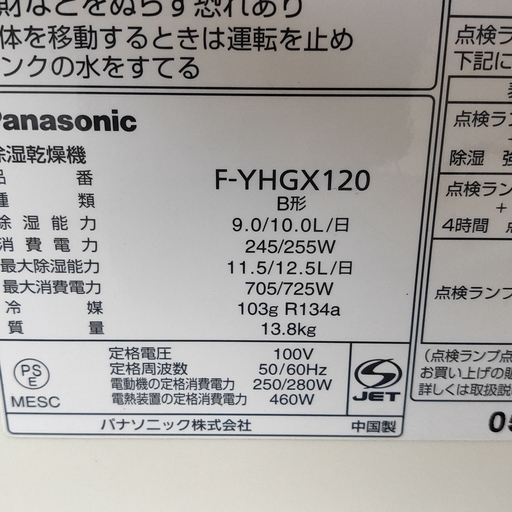 財などをぬらす恐れあり
体を移動するときは運転を止め
ンクの水をすてる
Panasonic
除湿乾燥機
品 番 F-YHGX120
種 類 B形
除湿能力 9.0/10.0L/日
消費電力 245/255W
最大除湿能力 11.5/12.5L/日
最大消費電力 705/725W
冷 媒 103g R134a
質 量 13.8kg
PSE
MESC
定格電圧 100V
定格周波数 50/60Hz
電動機の定格消費電力 250/280W
電熱装置の定格消費電力 460W
S
JET
パナソニック株式会社 中国製
点検ラン
下記に
点検ラン
除湿 強
点検ラン
+
4時間 点
点検ランプ
(点検ランプ点
お買い上げの販
詳しくは取扱説
05